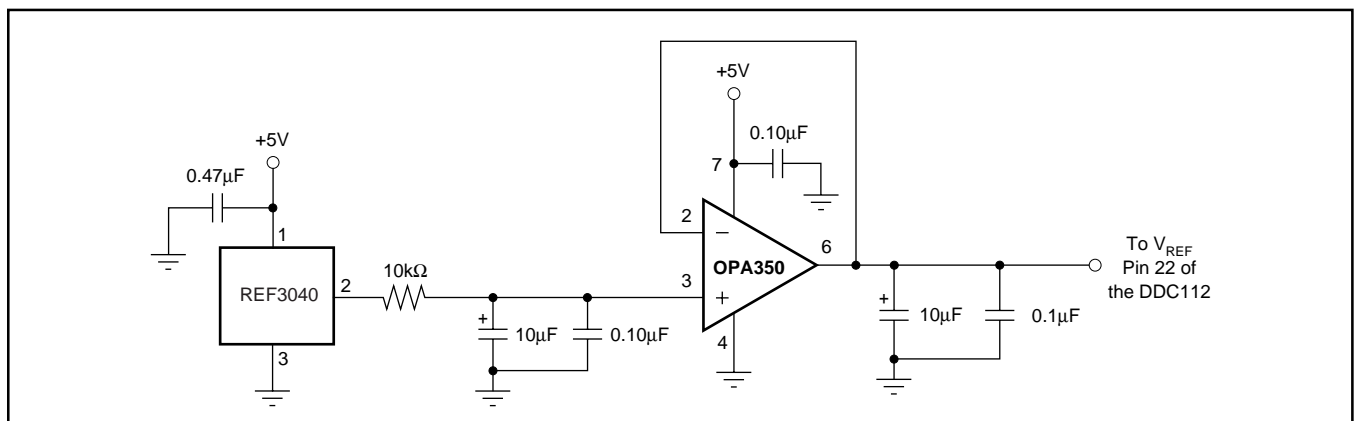 +5V
0.47µF
1
REF3040
2
3
10kΩ
+
10µF
0.10µF
+5V
7
0.10µF
2
−
OPA350
3
+
4
6
+
10µF
0.1µF
To VREF
Pin 22 of
the DDC112